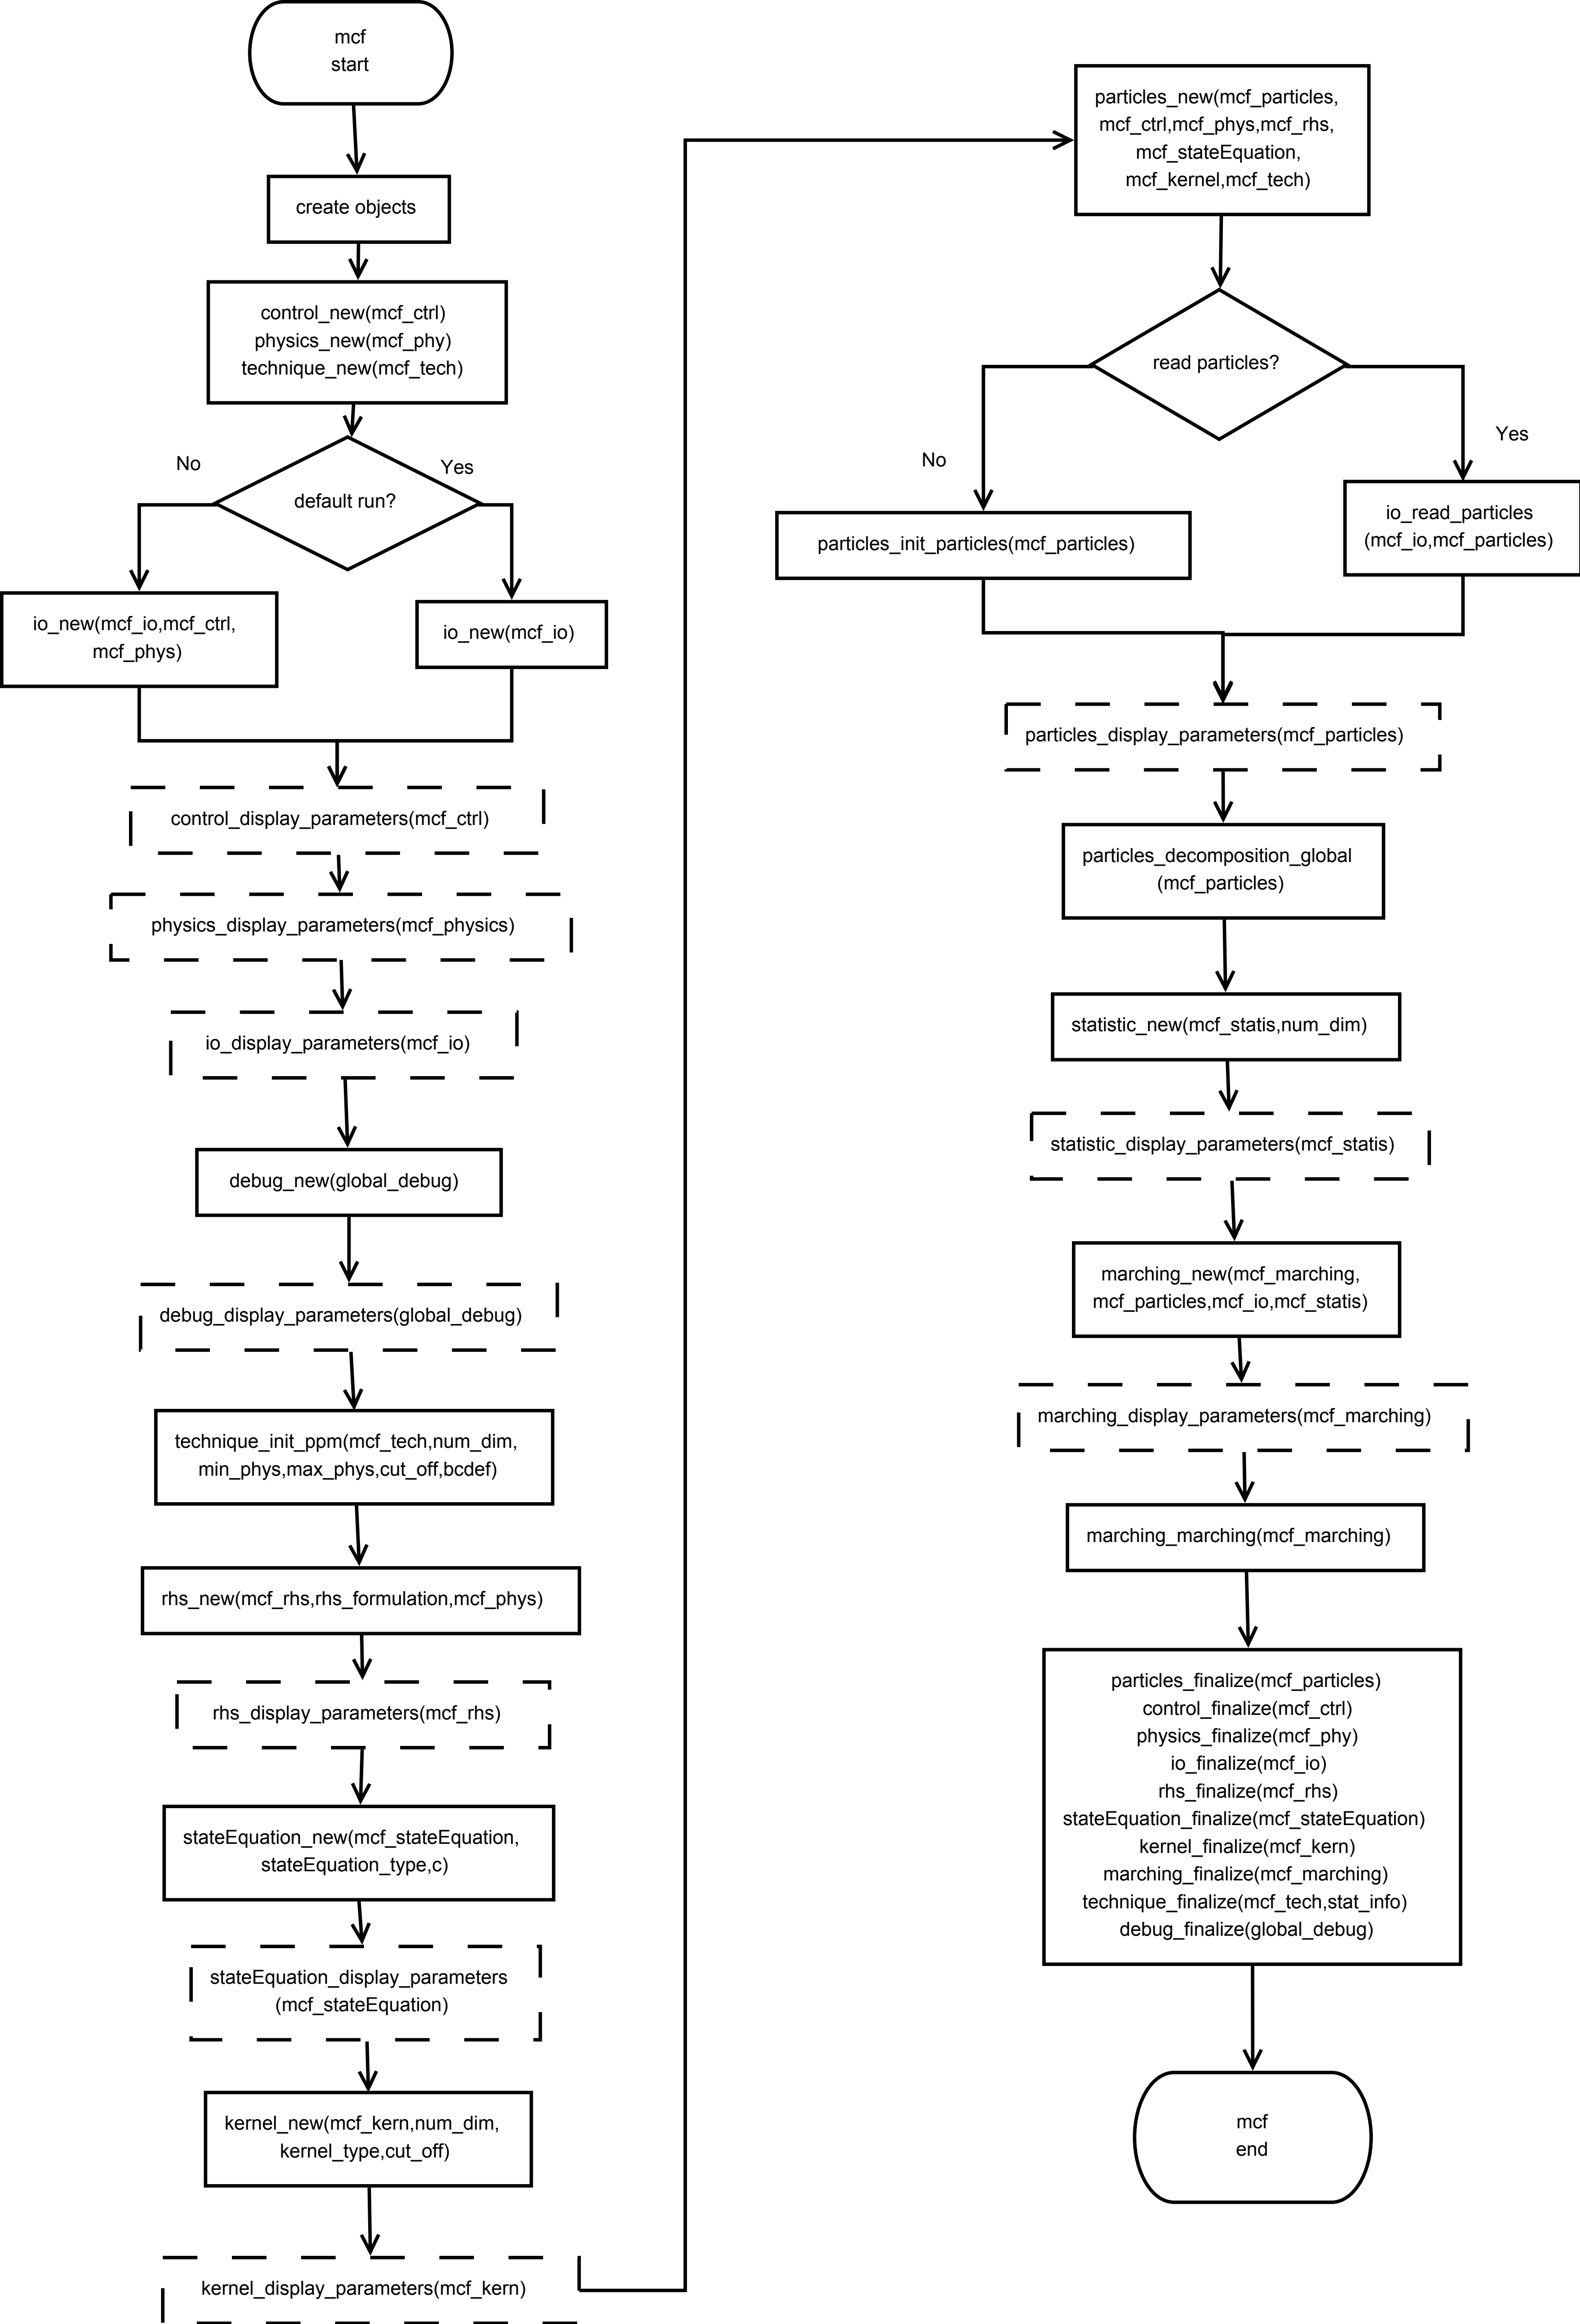 mcf
start
create objects
control_new(mcf_ctrl)
physics_new(mcf_phy)
technique_new(mcf_tech)
No
Yes
default run?
io_new(mcf_io,mcf_ctrl,
mcf_phys)
io_new(mcf_io)
control_display_parameters(mcf_ctrl)
physics_display_parameters(mcf_physics)
io_display_parameters(mcf_io)
debug_new(global_debug)
debug_display_parameters(global_debug)
technique_init_ppm(mcf_tech,num_dim,
min_phys,max_phys,cut_off,bcdef)
rhs_new(mcf_rhs,rhs_formulation,mcf_phys)
rhs_display_parameters(mcf_rhs)
stateEquation_new(mcf_stateEquation,
stateEquation_type,c)
stateEquation_display_parameters
(mcf_stateEquation)
kernel_new(mcf_kern,num_dim,
kernel_type,cut_off)
kernel_display_parameters(mcf_kern)
particles_new(mcf_particles,
mcf_ctrl,mcf_phys,mcf_rhs,
mcf_stateEquation,
mcf_kernel,mcf_tech)
read particles?
No
Yes
particles_init_particles(mcf_particles)
io_read_particles
(mcf_io,mcf_particles)
particles_display_parameters(mcf_particles)
particles_decomposition_global
(mcf_particles)
statistic_new(mcf_statis,num_dim)
statistic_display_parameters(mcf_statis)
marching_new(mcf_marching,
mcf_particles,mcf_io,mcf_statis)
marching_display_parameters(mcf_marching)
marching_marching(mcf_marching)
particles_finalize(mcf_particles)
control_finalize(mcf_ctrl)
physics_finalize(mcf_phy)
io_finalize(mcf_io)
rhs_finalize(mcf_rhs)
stateEquation_finalize(mcf_stateEquation)
kernel_finalize(mcf_kern)
marching_finalize(mcf_marching)
technique_finalize(mcf_tech,stat_info)
debug_finalize(global_debug)
mcf
end